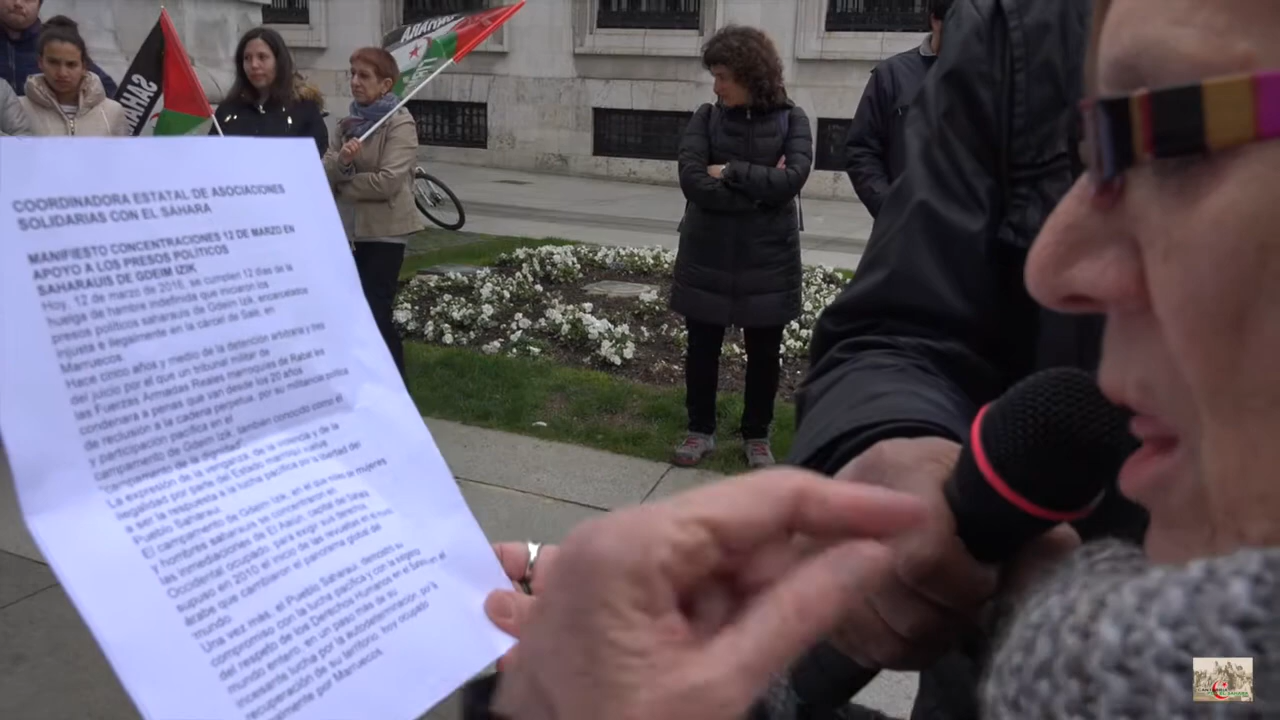 SAHARA
COORDINADORA ESTATAL DE ASOCIACIONES
SOLIDARIAS CON EL SÁHARA
MANIFIESTO CONCENTRACIONES 12 DE MARZO EN
APOYO A LOS PRESOS POLÍTICOS
SAHARAUIS DE GDEIM IZIK
Hoy, 12 de marzo de 2016, se cumplen 12 días de la
huelga de hambre indefinida que iniciaron los
presos políticos saharauis de Gdeim Izik, encarcelados
injusta e ilegalmente en la cárcel de Salé, en
Marruecos.
Hace cinco años y medio de la detención arbitraria y tres
del juicio por el que un tribunal militar de
las Fuerzas Armadas Reales marroquíes de Rabat les
condenara a penas que van desde los 20 años
de reclusión a la cadena perpetua, por su militancia política
y participación pacífica en el
campamento de Gdeim Izik, también conocido como el
"campamento de la dignidad".
La expresión de la venganza, de la inquina y de la
ilegalidad por parte del Estado marroquí vuelve
a ser la respuesta a la lucha pacífica por la libertad del
Pueblo Saharaui.
El campamento de Gdeim Izik, en el que miles de mujeres
y hombres saharauis se concentraron en
las inmediaciones de El Aaiún, capital del Sahara
Occidental ocupado, para exigir sus derechos
supuso en 2010 el inicio de las revueltas en el mundo
árabe que cambiaron el panorama global del
mundo.
Una vez más, el Pueblo Saharaui, demostró su
compromiso con la lucha pacífica y con la exigencia
del respeto de los Derechos Humanos en el Sahara y en el
mundo entero, en un paso más de su
incesante lucha por la autodeterminación, por la
recuperación de su territorio, hoy ocupado
ilegalmente por Marruecos.